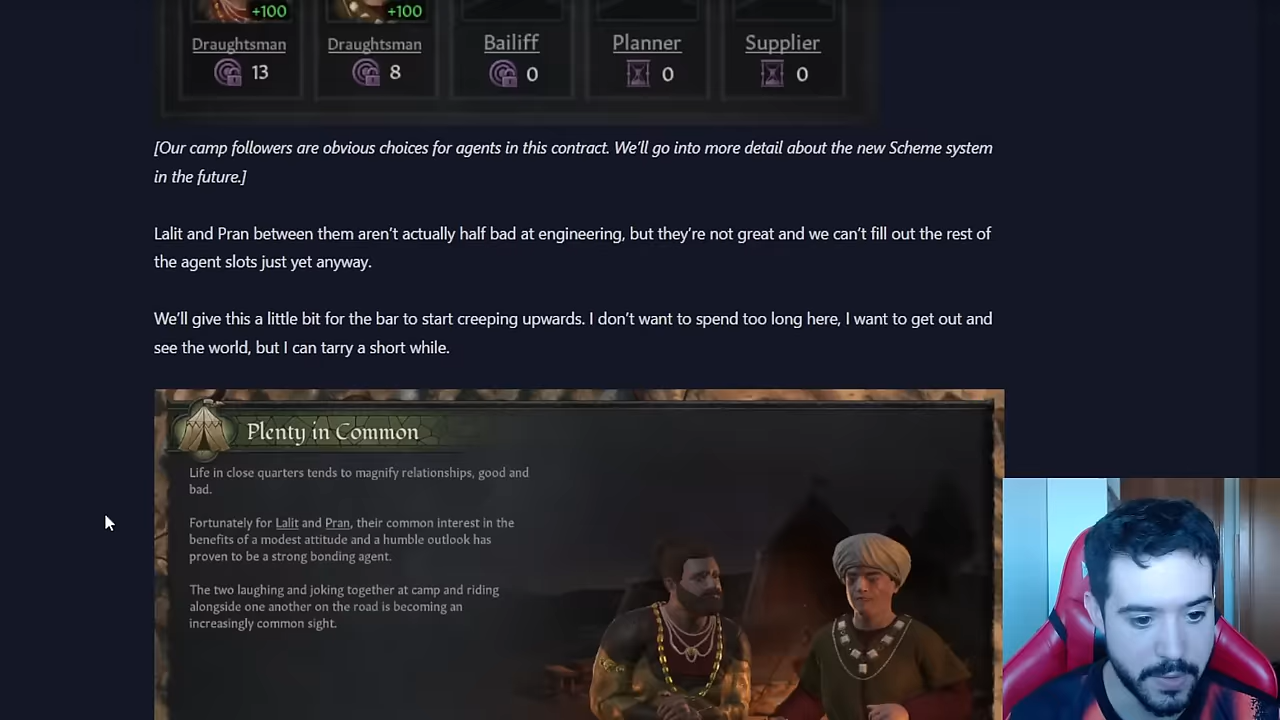 +100 +100
Draughtsman Draughtsman Bailiff Planner Supplier
13 8 0 0 0
[Our camp followers are obvious choices for agents in this contract. We’ll go into more detail about the new Scheme system
in the future.]
Lalit and Pran between them aren’t actually half bad at engineering, but they’re not great and we can’t fill out the rest of
the agent slots just yet anyway.
We’ll give this a little bit for the bar to start creeping upwards. I don’t want to spend too long here, I want to get out and
see the world, but I can tarry a short while.
Plenty in Common
Life in close quarters tends to magnify relationships, good and
bad.
Fortunately for Lalit and Pran, their common interest in the
benefits of a modest attitude and a humble outlook has
proven to be a strong bonding agent.
The two laughing and joking together at camp and riding
alongside one another on the road is becoming an
increasingly common sight.